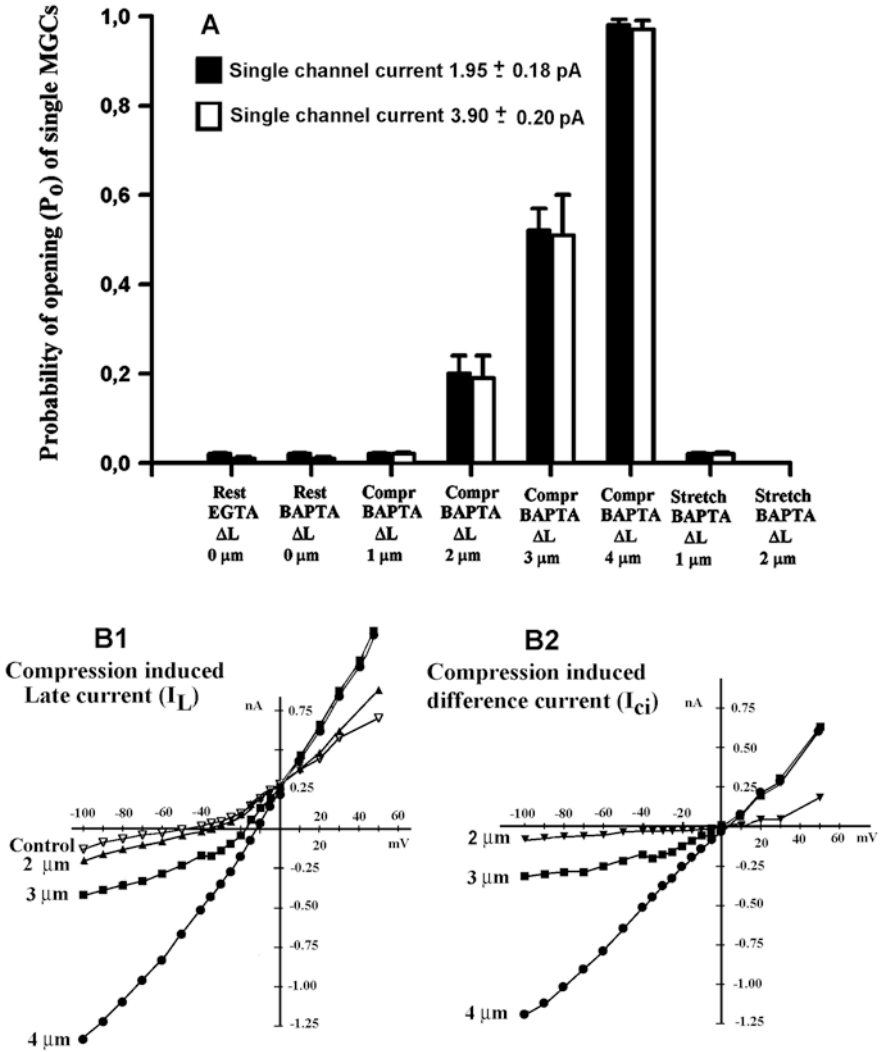 A
Single channel current 1.95 ± 0.18 pA
Single channel current 3.90 ± 0.20 pA
Probability of opening (P0) of single MGCs
1,0
0,8
0,6
0,4
0,2
0,0
Rest EGTA ΔL 0 µm
Rest BAPTA ΔL 0 µm
Compr BAPTA ΔL 1 µm
Compr BAPTA ΔL 2 µm
Compr BAPTA ΔL 3 µm
Compr BAPTA ΔL 4 µm
Stretch BAPTA ΔL 1 µm
Stretch BAPTA ΔL 2 µm
B1
Compression induced
Late current (IL)
nA
0.75
0.25
-100 -80 -60 -40 -20
20 40 60
mV
Control
2 µm
3 µm
4 µm
-0.25
-0.50
-0.75
-1.00
-1.25
B2
Compression induced
difference current (Ici)
nA
0.75
0.50
0.25
-100 -80 -60 -40 -20
20 40 60
mV
2 µm
3 µm
4 µm
-0.25
-0.50
-0.75
-1.00
-1.25